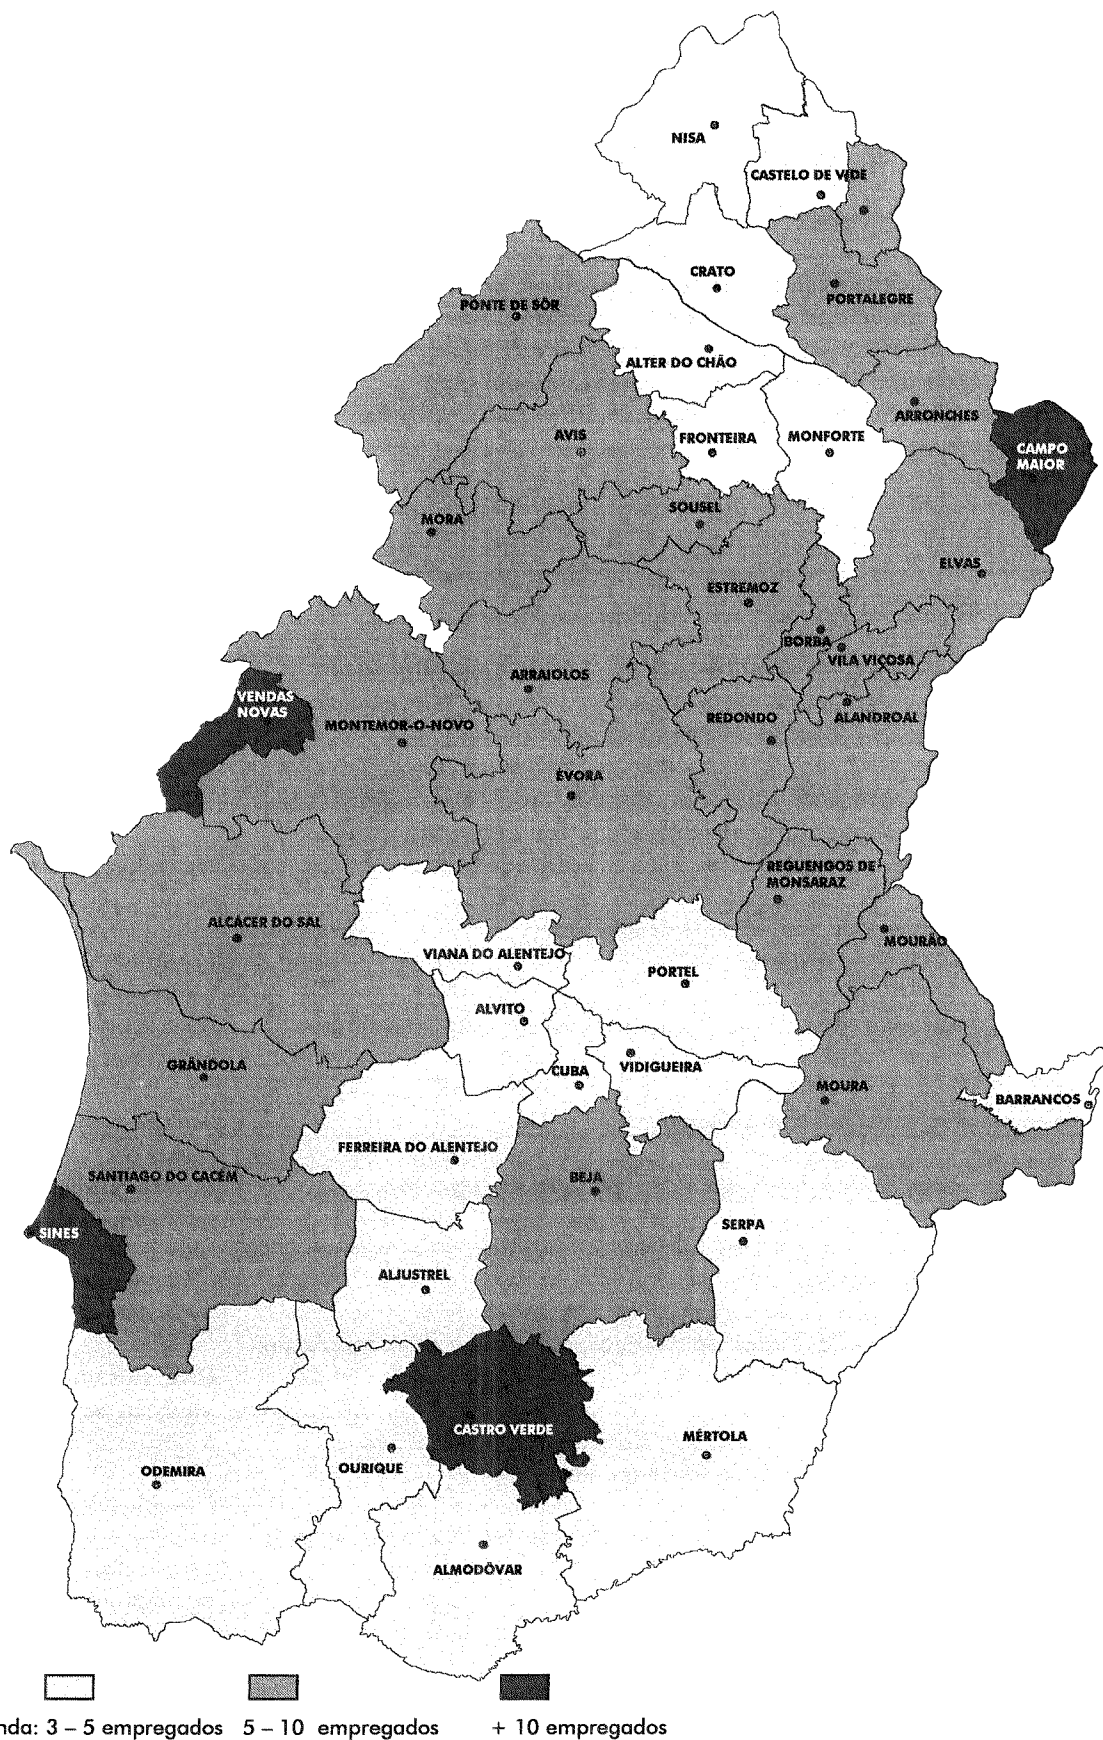 NISA
CASTELO DE VIDE
CRATO
PONTE DE SÔR
PORTALEGRE
ALTER DO CHÃO
ARRONCHES
AVIS
FRONTEIRA
MONFORTE
CAMPO
MAIOR
SOUSEL
MORA
ELVAS
ESTREMOZ
BORBA
VILA VIÇOSA
ARRAIOLOS
VENDAS
NOVAS
MONTEMOR-O-NOVO
REDONDO
ALANDROAL
ÉVORA
REGUENGOS DE
MONSARAZ
ALCÁCER DO SAL
MOURÃO
VIANA DO ALENTEJO
PORTEL
ALVITO
GRÂNDOLA
CUBA
VIDIGUEIRA
MOURA
BARRANCOS
FERREIRA DO ALENTEJO
SANTIAGO DO CACÉM
BEJA
SINES
SERPA
ALJUSTREL
CASTRO VERDE
MÉRTOLA
OURIQUE
ODEMIRA
ALMODÔVAR
nda: 3 – 5 empregados 5 – 10 empregados + 10 empregados